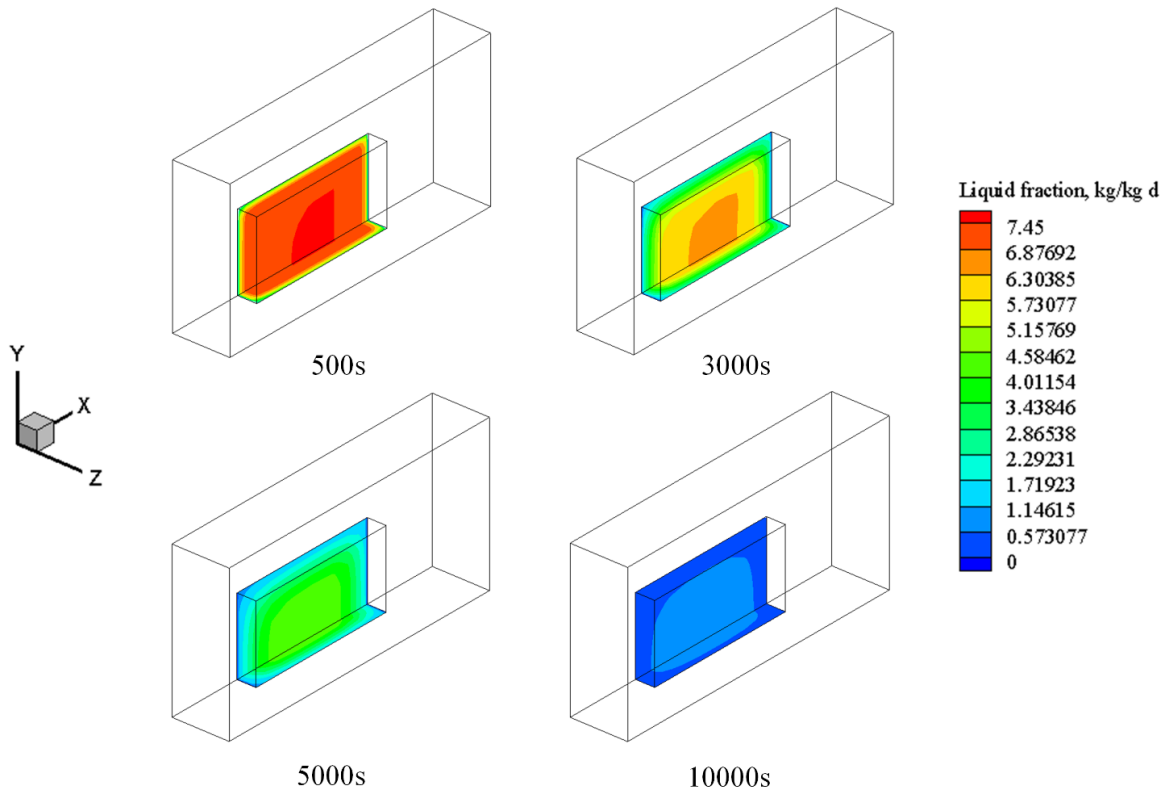 Liquid fraction, kg/kg d
7.45
6.87692
6.30385
5.73077
5.15769
4.58462
4.01154
3.43846
2.86538
2.29231
1.71923
1.14615
0.573077
0
500s
3000s
Y
X
Z
5000s
10000s